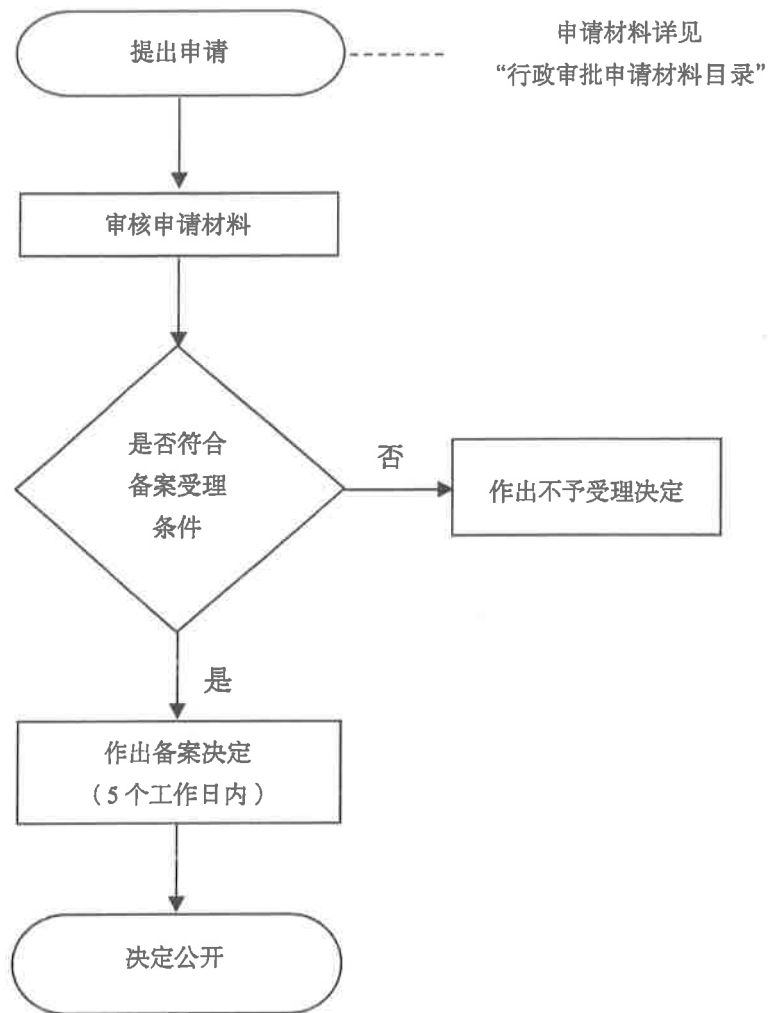 提出申请
申请材料详见
“行政审批申请材料目录”
审核申请材料
是否符合
备案受理
条件
否
作出不予受理决定
是
作出备案决定
（5个工作日内）
决定公开